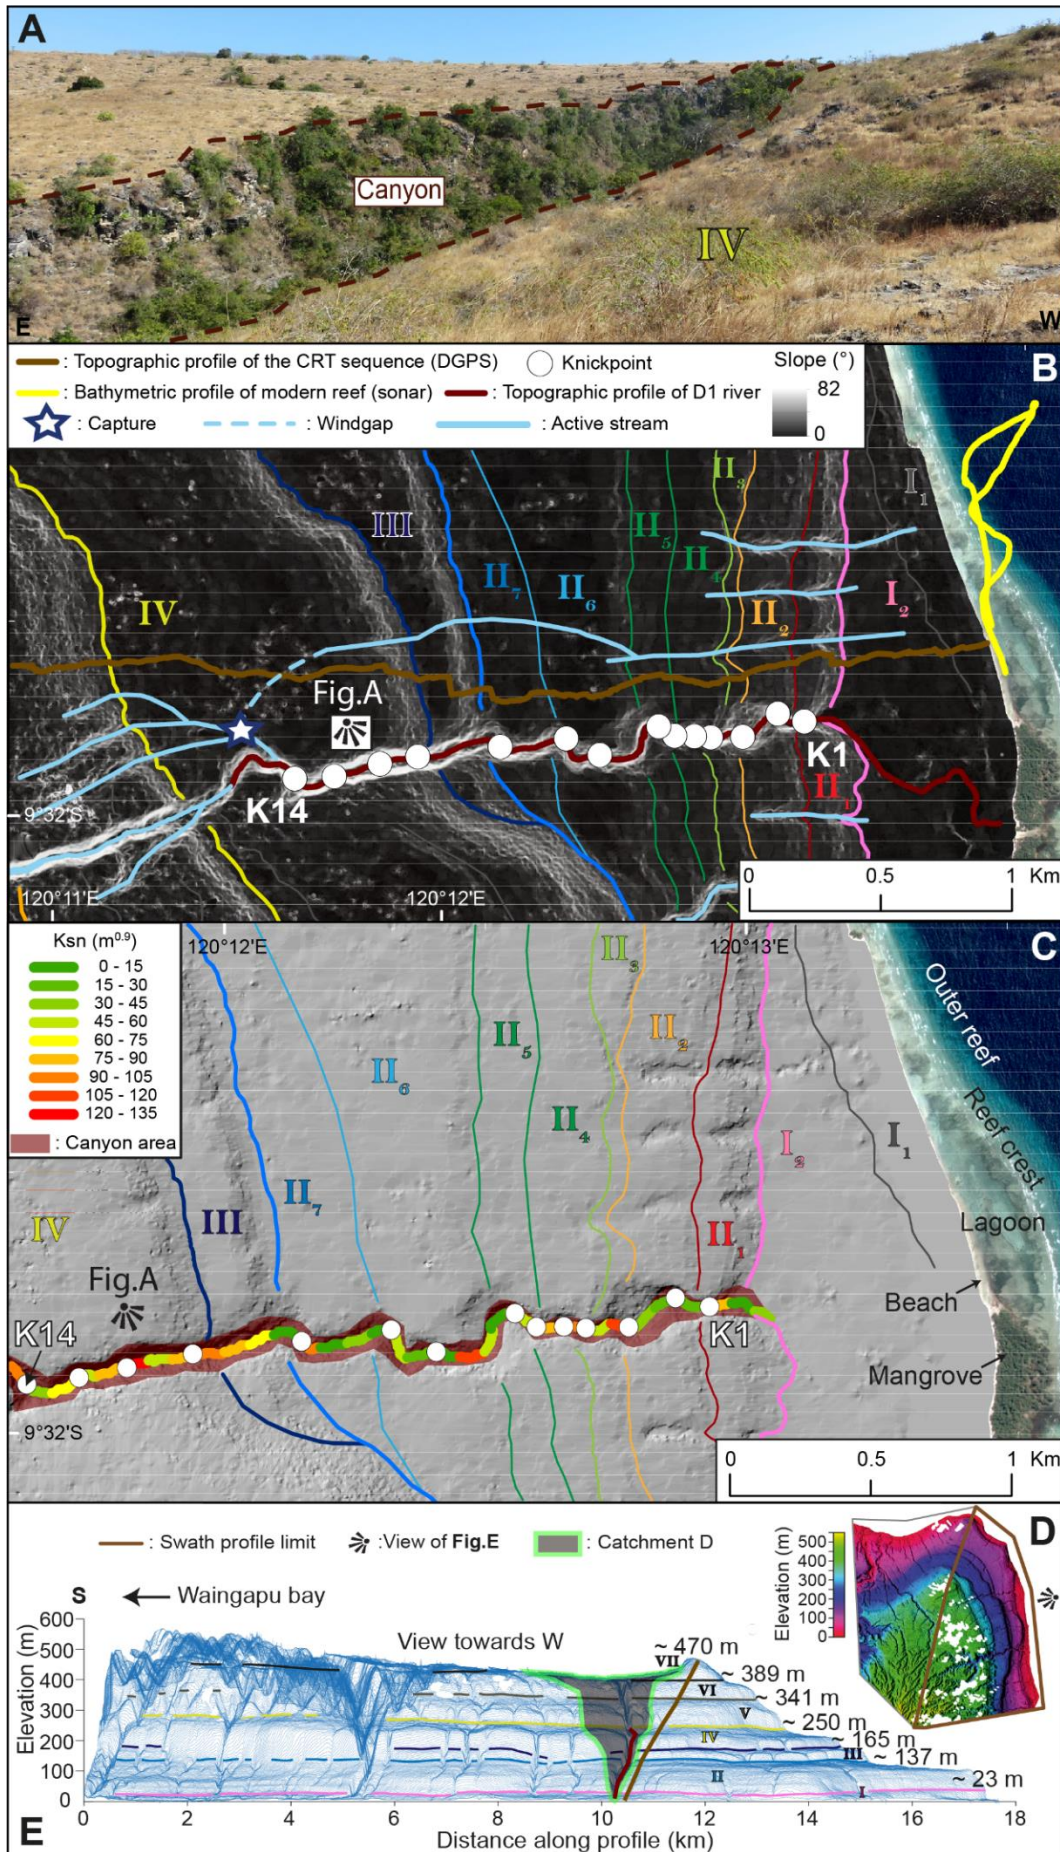 A
Canyon
IV
E
W
B
: Topographic profile of the CRT sequence (DGPS)
Knickpoint
Slope (°)
: Bathymetric profile of modern reef (sonar)
: Topographic profile of D1 river
82
: Capture
: Windgap
: Active stream
0
II3
I1
III
II5
II7
II6
II4
I2
IV
II2
Fig.A
K1
K14
II1
9°32'S
120°11'E
120°12'E
0
0.5
1 Km
C
Ksn (m^0.9)
120°12'E
120°13'E
0 - 15
15 - 30
30 - 45
45 - 60
60 - 75
75 - 90
90 - 105
105 - 120
120 - 135
: Canyon area
II3
Outer reef
II2
II5
II6
II4
Reef crest
I2
I1
II7
IV
III
II1
Lagoon
Fig.A
Beach
K14
K1
Mangrove
9°32'S
0
0.5
1 Km
D
: Swath profile limit
: View of Fig.E
: Catchment D
Elevation (m)
500
400
300
200
100
0
S
Waingapu bay
View towards W
Elevation (m)
600
500
400
300
200
100
0
VII
~ 470 m
~ 389 m
VI
~ 341 m
V
~ 250 m
IV
~ 165 m
III
~ 137 m
II
~ 23 m
I
0
2
4
6
8
10
12
14
16
18
Distance along profile (km)
E